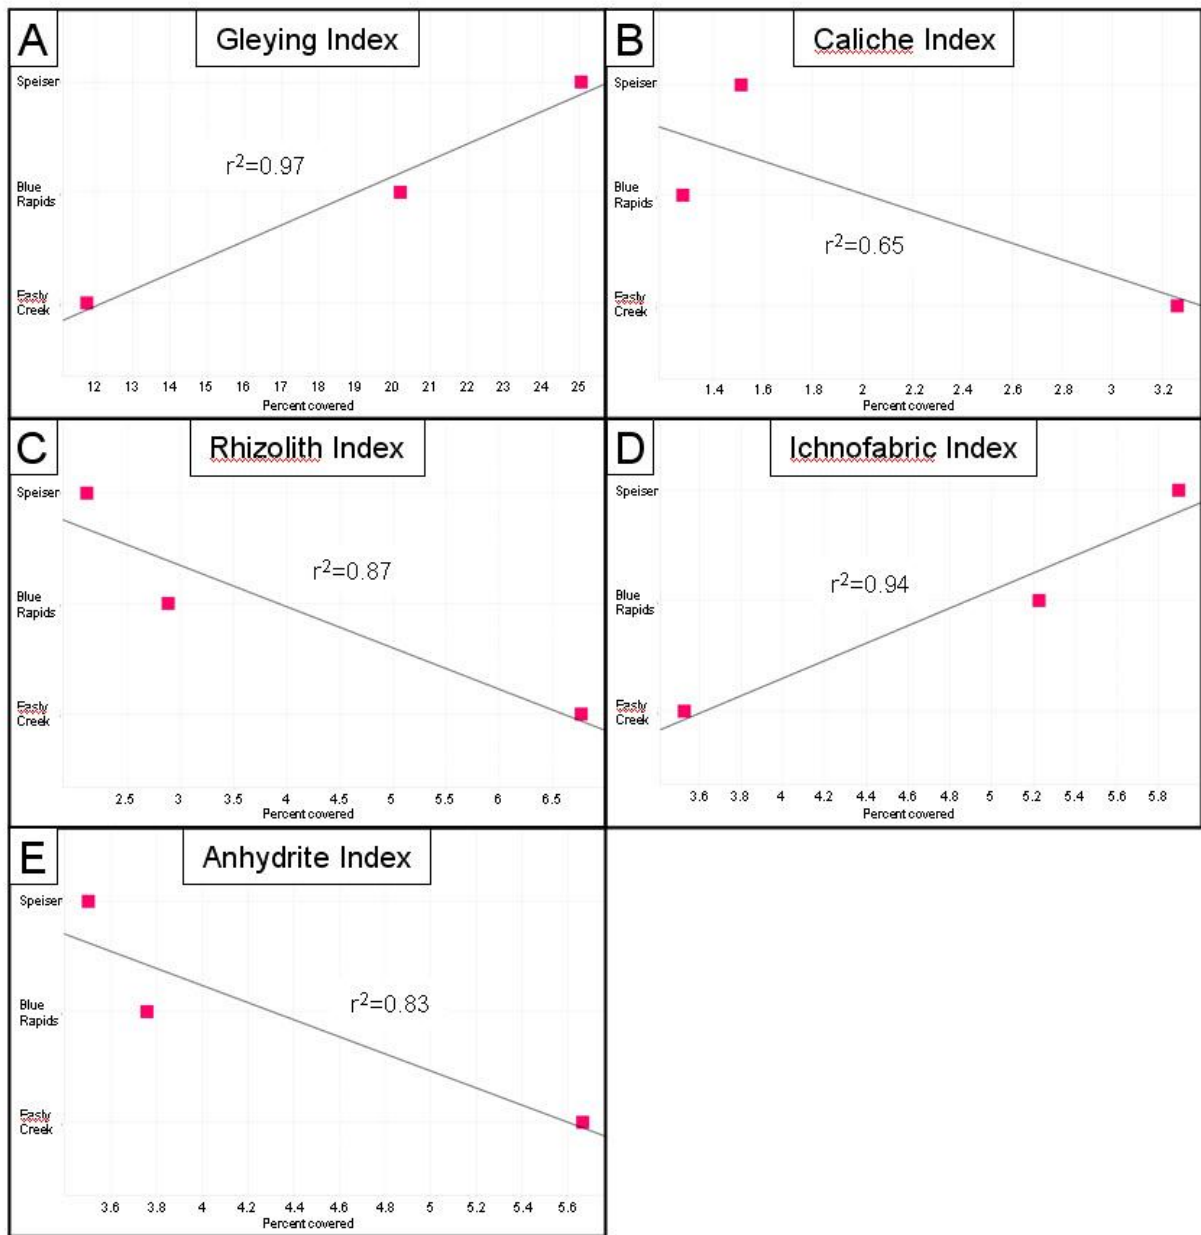 A
Gleying Index
Speiser
r²=0.97
Blue
Rapids
Easly
Creek
12 13 14 15 16 17 18 19 20 21 22 23 24 25
Percent covered
B
Caliche Index
Speiser
Blue
Rapids
r²=0.65
Easly
Creek
1.4 1.6 1.8 2 2.2 2.4 2.6 2.8 3 3.2
Percent covered
C
Rhizolith Index
Speiser
r²=0.87
Blue
Rapids
Easly
Creek
2.5 3 3.5 4 4.5 5 5.5 6 6.5
Percent covered
D
Ichnofabric Index
Speiser
r²=0.94
Blue
Rapids
Easly
Creek
3.6 3.8 4 4.2 4.4 4.6 4.8 5 5.2 5.4 5.6 5.8
Percent covered
E
Anhydrite Index
Speiser
r²=0.83
Blue
Rapids
Easly
Creek
3.6 3.8 4 4.2 4.4 4.6 4.8 5 5.2 5.4 5.6
Percent covered